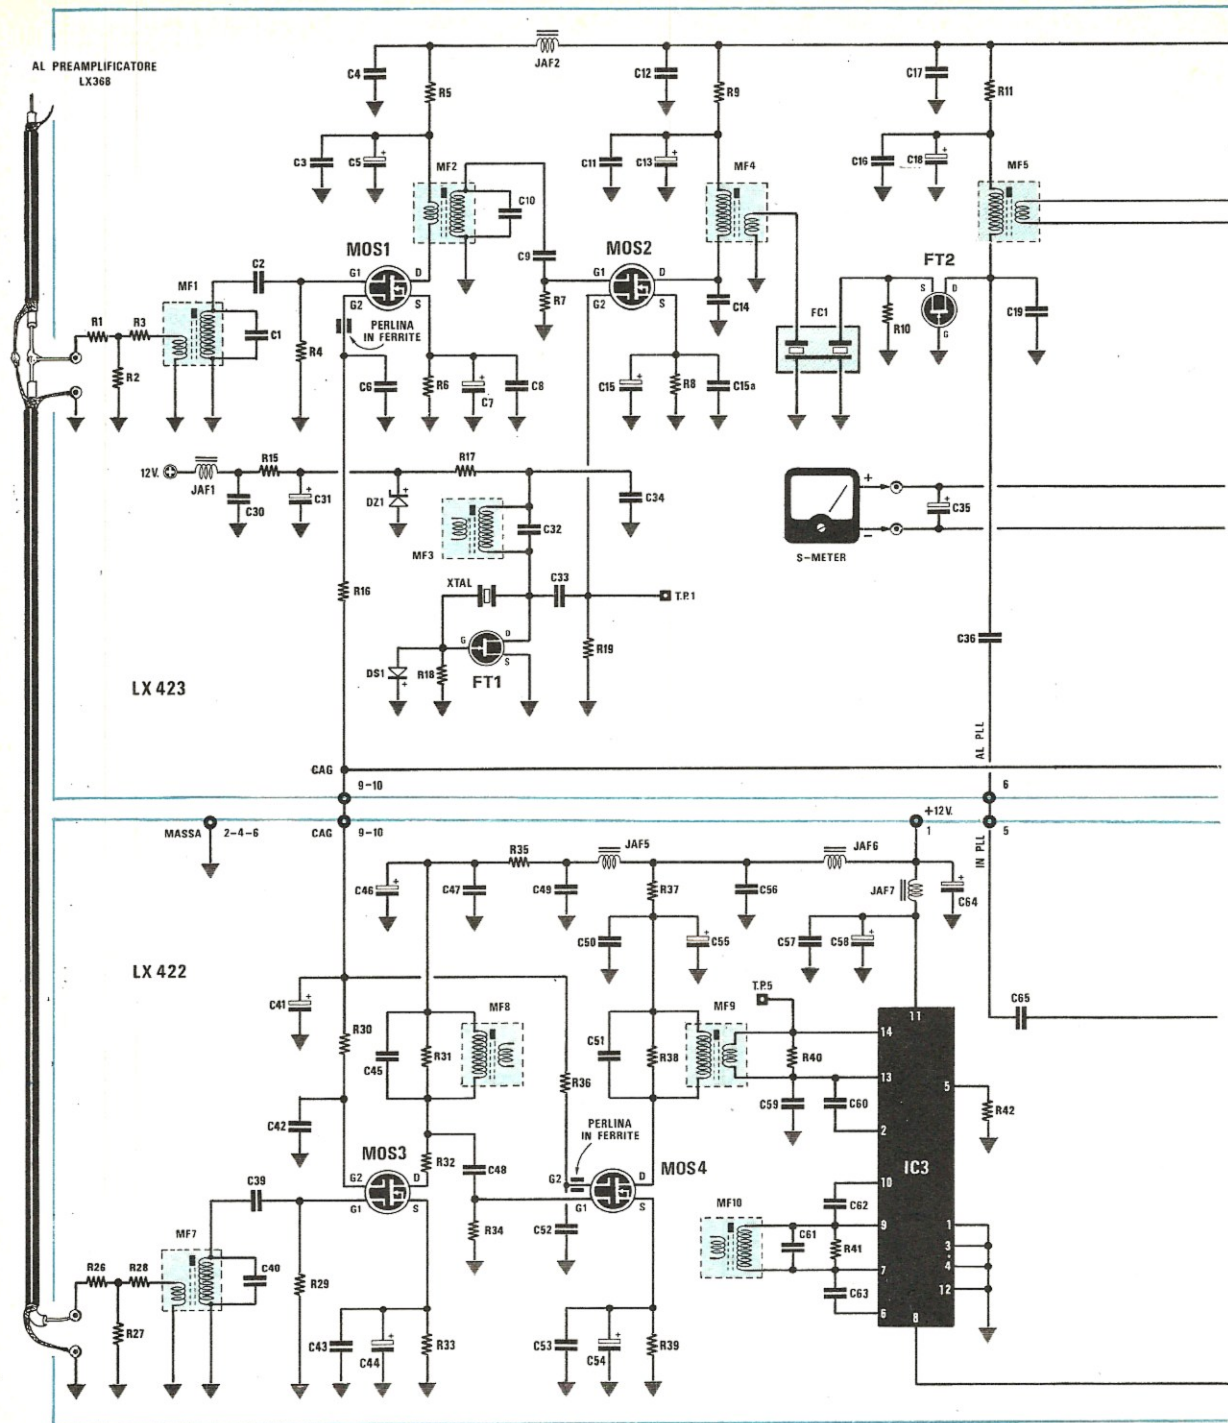 AL PREAMPLIFICATORE
LX368
C4
R5
JAF2
C12
R9
C17
R11
C3
C5
+
MF2
C10
C11
C13
+
MF4
C16
C18
+
MF5
MOS1
C9
MOS2
FT2
MF1
C2
G1
D
G2
S
G1
D
G2
S
R7
C14
S
D
G
R10
C19
FC1
R1
R3
R2
C1
R4
PERLINA
IN FERRITE
C6
R6
C7
+
C8
C15
+
R8
C15a
12V.
JAF1
R15
C30
C31
+
DZ1
+
R17
C34
MF3
C32
S-METER
+
-
C35
+
R16
XTAL
C33
T.P.1
G
D
S
DS1
+
R18
FT1
R19
C36
LX 423
AL PLL
CAG
9-10
6
MASSA
2-4-6
CAG
9-10
+12V.
1
IN PLL
5
C46
+
C47
R35
C49
JAF5
R37
C56
JAF6
JAF7
C64
+
C50
C55
+
C57
C58
+
LX 422
C41
+
R30
C45
R31
MF8
R36
C51
R38
MF9
T.P.5
R40
C59
C60
C65
11
14
13
2
10
9
7
6
5
1
3
4
12
8
IC3
R42
C42
MOS3
R32
C48
PERLINA
IN FERRITE
MOS4
G2
D
G1
S
G2
D
G1
S
C39
R34
C52
MF10
C61
C62
R41
C63
MF7
C40
R26
R28
R27
R29
C43
C44
+
R33
C53
C54
+
R39